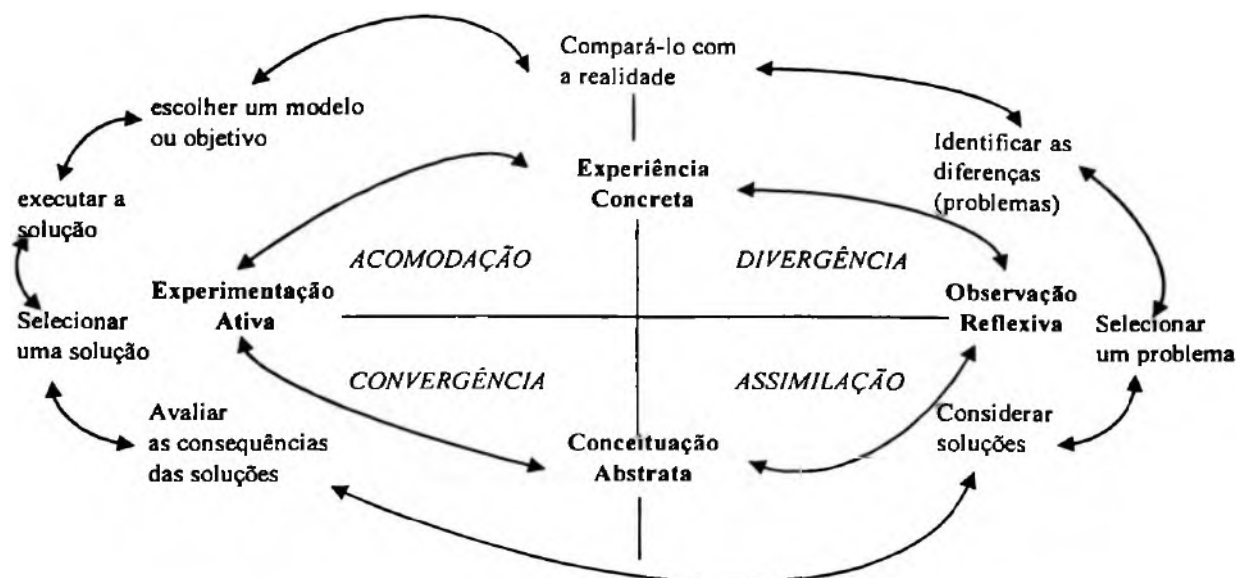 Compará-lo com
a realidade
escolher um modelo
ou objetivo
Identificar as
diferenças
(problemas)
Experiência
Concreta
executar a
solução
ACOMODAÇÃO
DIVERGÊNCIA
Experimentação
Ativa
Observação
Reflexiva
Selecionar
uma solução
Selecionar
um problema
CONVERGÊNCIA
ASSIMILAÇÃO
Avaliar
as consequências
das soluções
Considerar
soluções
Conceituação
Abstrata